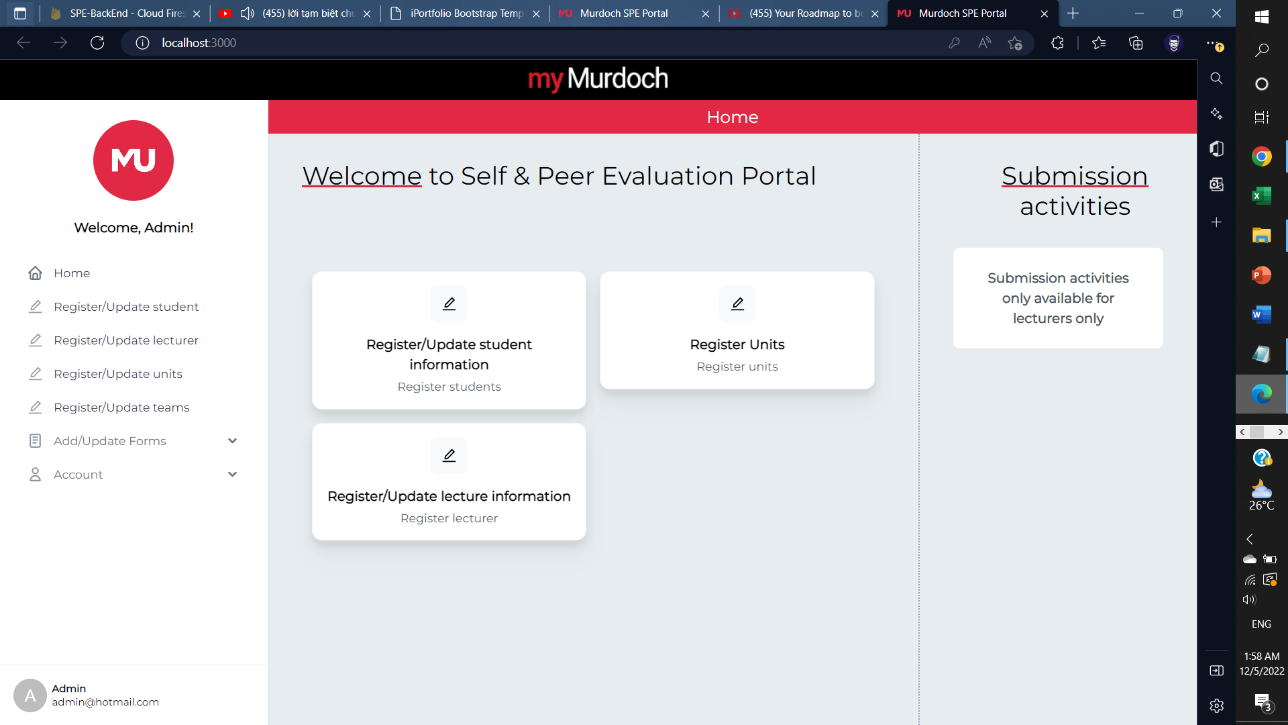 SPE-BackEnd - Cloud Fire
(455) lời tạm biệt ch
iPortfolio Bootstrap Temp
Murdoch SPE Portal
(455) Your Roadmap to b
MU Murdoch SPE Portal
localhost:3000
myMurdoch
Home
MU
Welcome, Admin!
Home
Register/Update student
Register/Update lecturer
Register/Update units
Register/Update teams
Add/Update Forms
Account
A
Admin
admin@hotmail.com
Welcome to Self & Peer Evaluation Portal
Register/Update student
information
Register students
Register Units
Register units
Register/Update lecture information
Register lecturer
Submission
activities
Submission activities
only available for
lecturers only
26°C
ENG
1:58 AM
12/5/2022
3